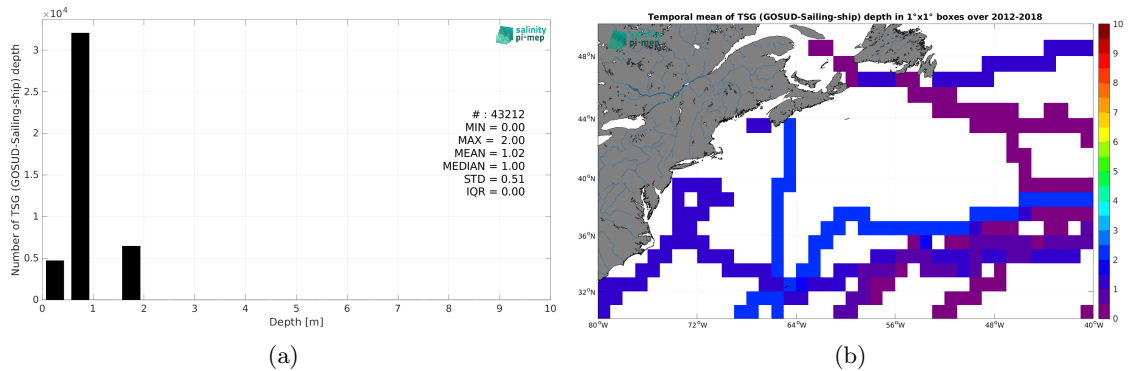 ×10⁴
salinity
pi-mep
Number of TSG (GOSUD-Sailing-ship) depth
3
2.5
2
1.5
1
0.5
0
# : 43212
MIN = 0.00
MAX = 2.00
MEAN = 1.02
MEDIAN = 1.00
STD = 0.51
IQR = 0.00
0 1 2 3 4 5 6 7 8 9 10
Depth [m]
(a)
Temporal mean of TSG (GOSUD-Sailing-ship) depth in 1°x1° boxes over 2012-2018
salinity
pi-mep
48°N
44°N
40°N
36°N
32°N
80°W 72°W 64°W 56°W 48°W 40°W
10
9
8
7
6
5
4
3
2
1
0
(b)